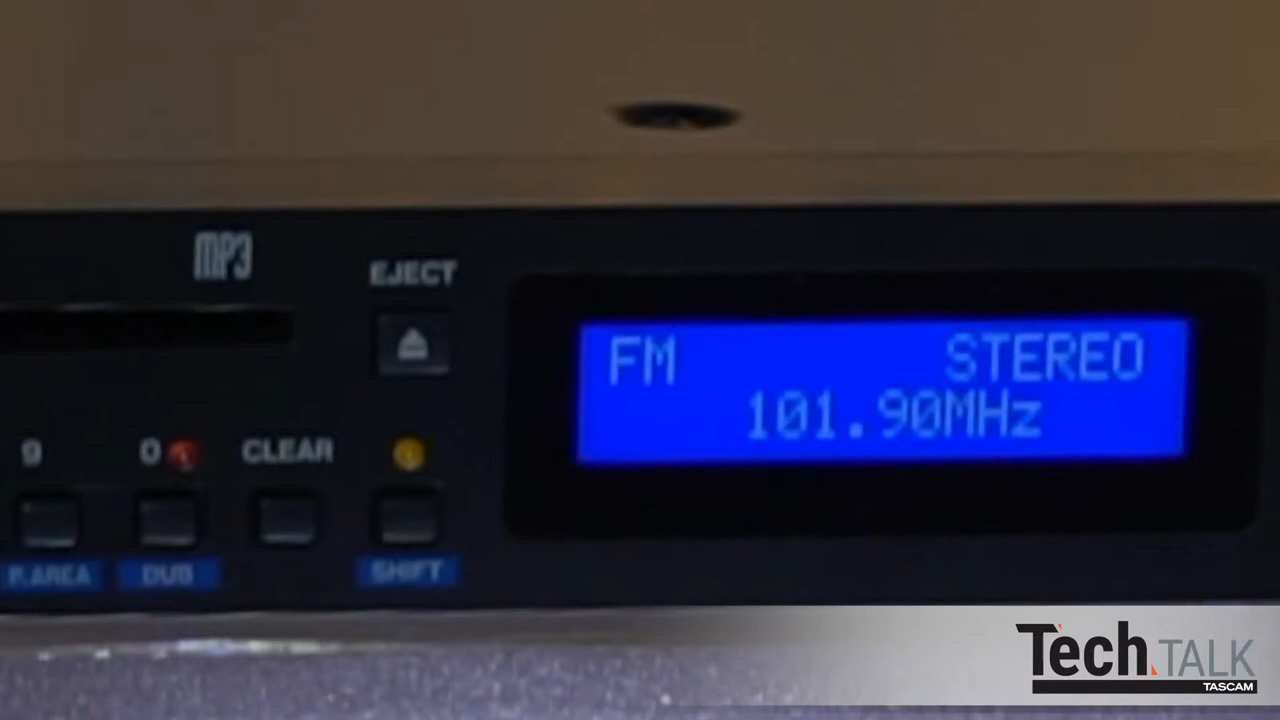 MP3
EJECT
FM STEREO
101.90MHz
9 0 CLEAR
P.AREA DUB SHIFT
Tech.TALK
TASCAM